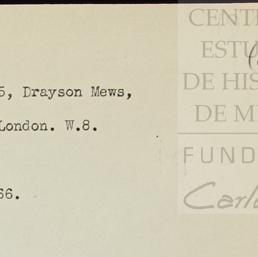 5, Drayson Mews,
London. W.8.
66.
CENT
ESTU
DE HIS
DE M
FUND
Carl